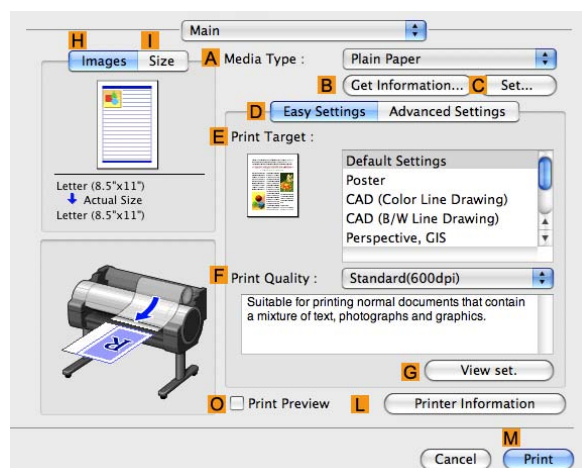 Main
H I
Images Size
A Media Type : Plain Paper
B Get Information... C Set...
D Easy Settings Advanced Settings
E Print Target :
Default Settings
Poster
CAD (Color Line Drawing)
CAD (B/W Line Drawing)
Perspective, GIS
Letter (8.5"x11")
Actual Size
Letter (8.5"x11")
F Print Quality : Standard(600dpi)
Suitable for printing normal documents that contain
a mixture of text, photographs and graphics.
G View set.
O Print Preview L Printer Information
M
Cancel Print